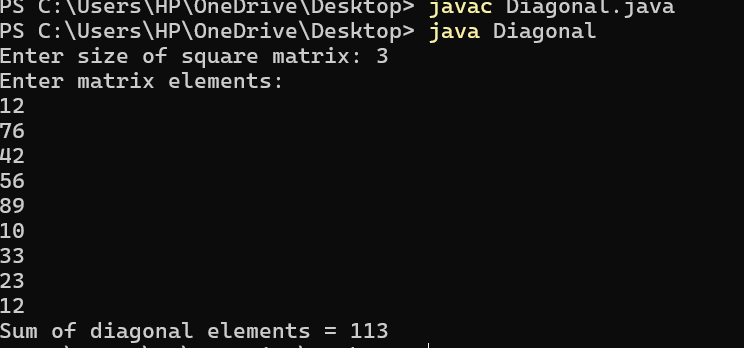 PS C:\Users\HP\OneDrive\Desktop> javac Diagonal.java
PS C:\Users\HP\OneDrive\Desktop> java Diagonal
Enter size of square matrix: 3
Enter matrix elements:
12
76
42
56
89
10
33
23
12
Sum of diagonal elements = 113